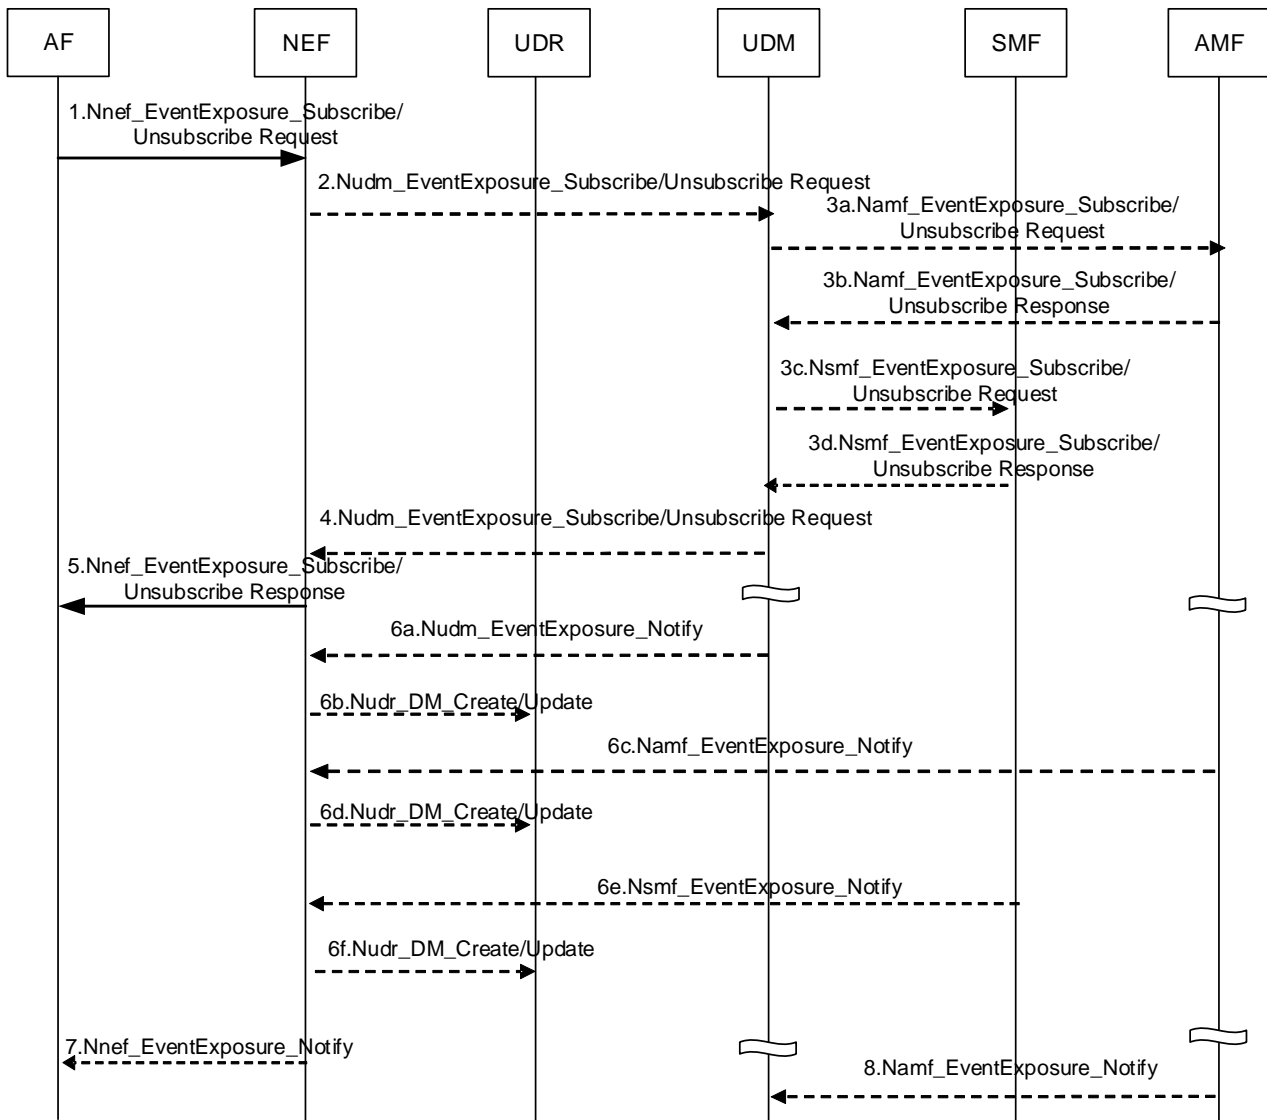 AF
NEF
UDR
UDM
SMF
AMF
1.Nnef_EventExposure_Subscribe/
Unsubscribe Request
2.Nudm_EventExposure_Subscribe/Unsubscribe Request
3a.Namf_EventExposure_Subscribe/
Unsubscribe Request
3b.Namf_EventExposure_Subscribe/
Unsubscribe Response
3c.Nsmf_EventExposure_Subscribe/
Unsubscribe Request
3d.Nsmf_EventExposure_Subscribe/
Unsubscribe Response
4.Nudm_EventExposure_Subscribe/Unsubscribe Request
5.Nnef_EventExposure_Subscribe/
Unsubscribe Response
6a.Nudm_EventExposure_Notify
6b.Nudr_DM_Create/Update
6c.Namf_EventExposure_Notify
6d.Nudr_DM_Create/Update
6e.Nsmf_EventExposure_Notify
6f.Nudr_DM_Create/Update
7.Nnef_EventExposure_Notify
8.Namf_EventExposure_Notify